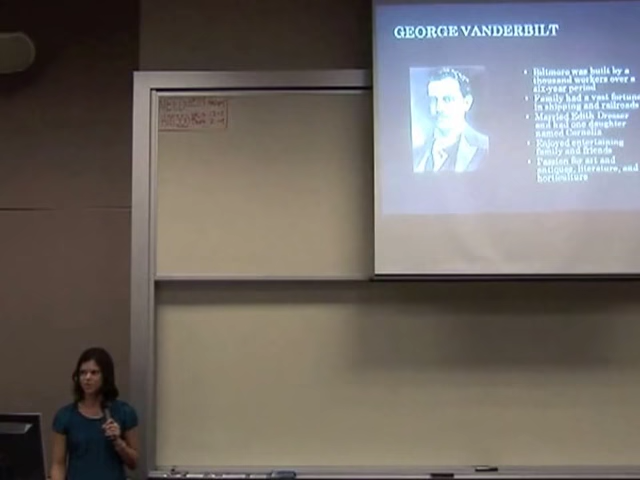 GEORGE VANDERBILT
• Biltmore was built by a
thousand workers over a
six-year period
• Family had a vast fortune
in shipping and railroads
• Married Edith Dresser
and had one daughter
named Cornelia
• Enjoyed entertaining
family and friends
• Passion for art and
antiques, literature, and
horticulture